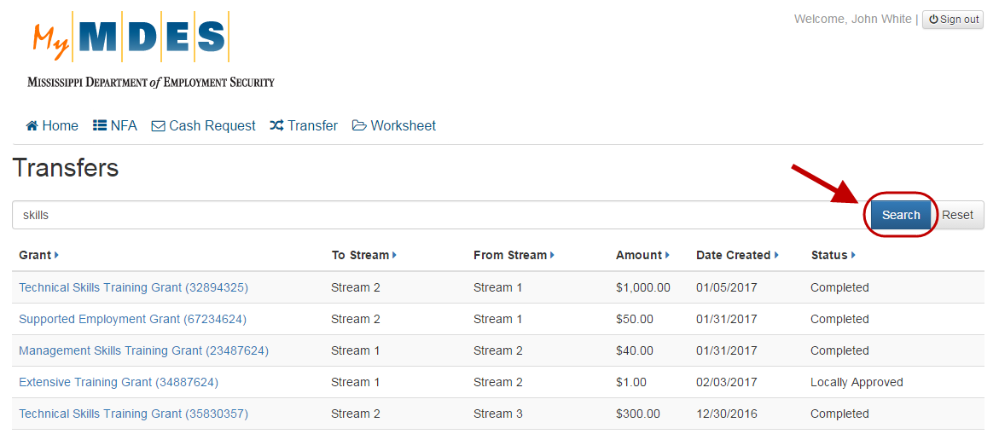 Welcome, John White | Sign out
My MDES
Mississippi Department of Employment Security
Home NFA Cash Request Transfer Worksheet
Transfers
skills Search Reset
Grant To Stream From Stream Amount Date Created Status
Technical Skills Training Grant (32894325) Stream 2 Stream 1 $1,000.00 01/05/2017 Completed
Supported Employment Grant (67234624) Stream 2 Stream 1 $50.00 01/31/2017 Completed
Management Skills Training Grant (23487624) Stream 1 Stream 2 $40.00 01/31/2017 Completed
Extensive Training Grant (34887624) Stream 1 Stream 2 $1.00 02/03/2017 Locally Approved
Technical Skills Training Grant (35830357) Stream 2 Stream 3 $300.00 12/30/2016 Completed